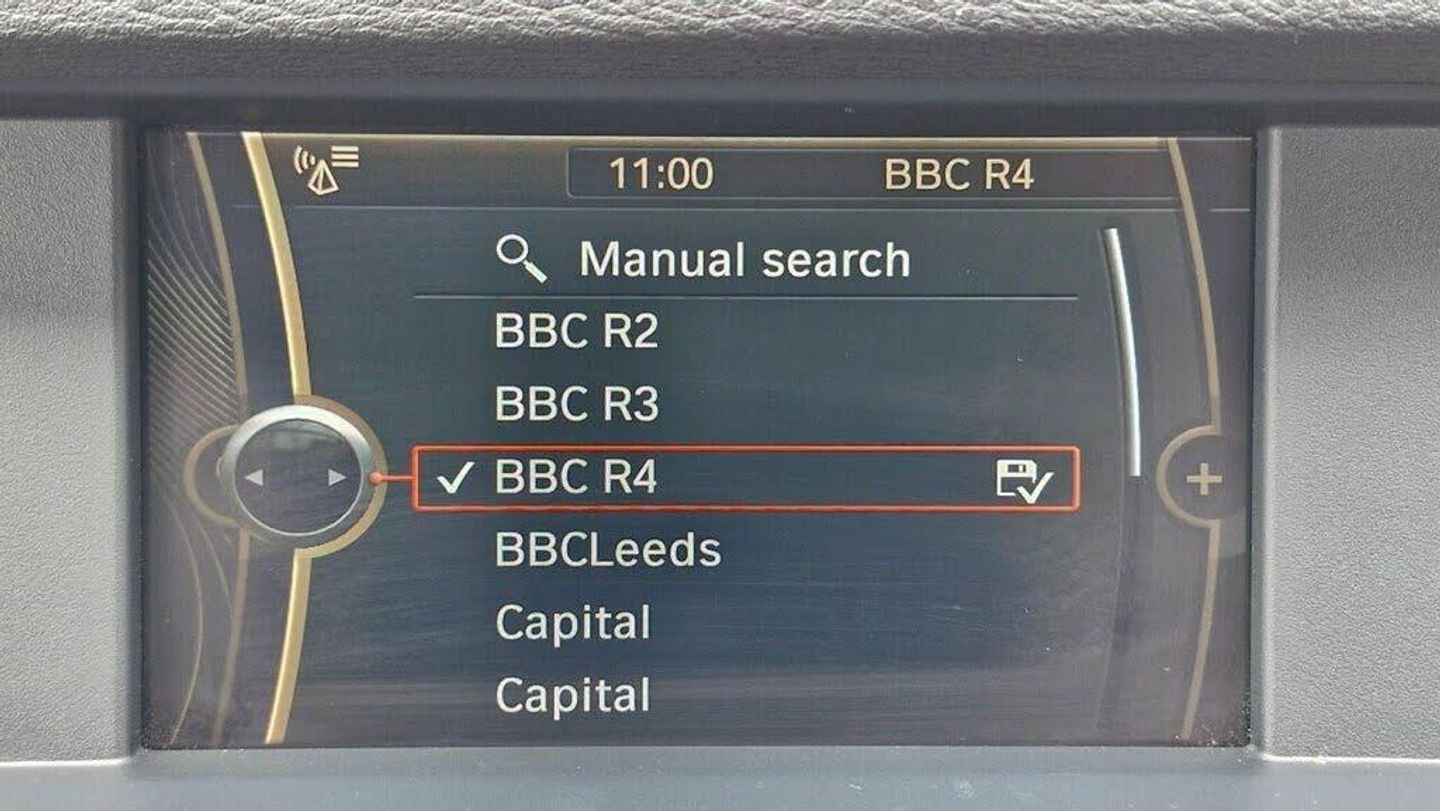 11:00 BBC R4
Manual search
BBC R2
BBC R3
BBC R4
BBCLeeds
Capital
Capital